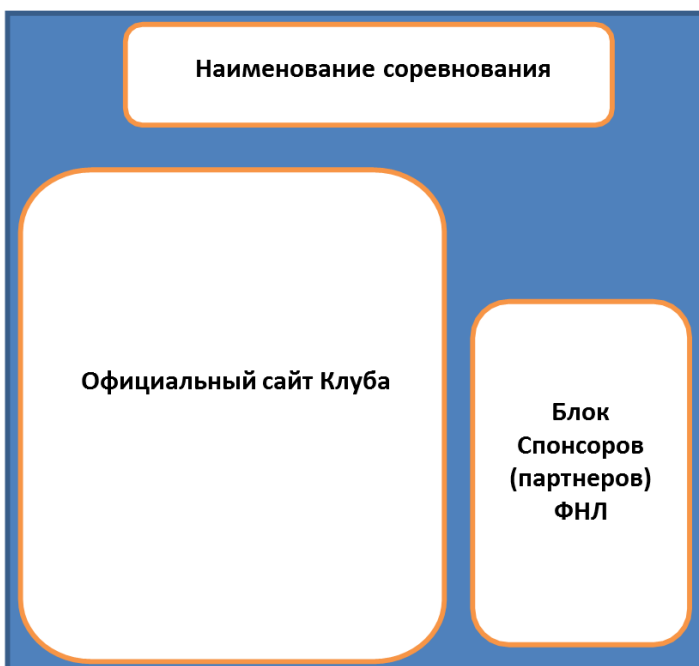 Наименование соревнования
Официальный сайт Клуба
Блок
Спонсоров
(партнеров)
ФНЛ